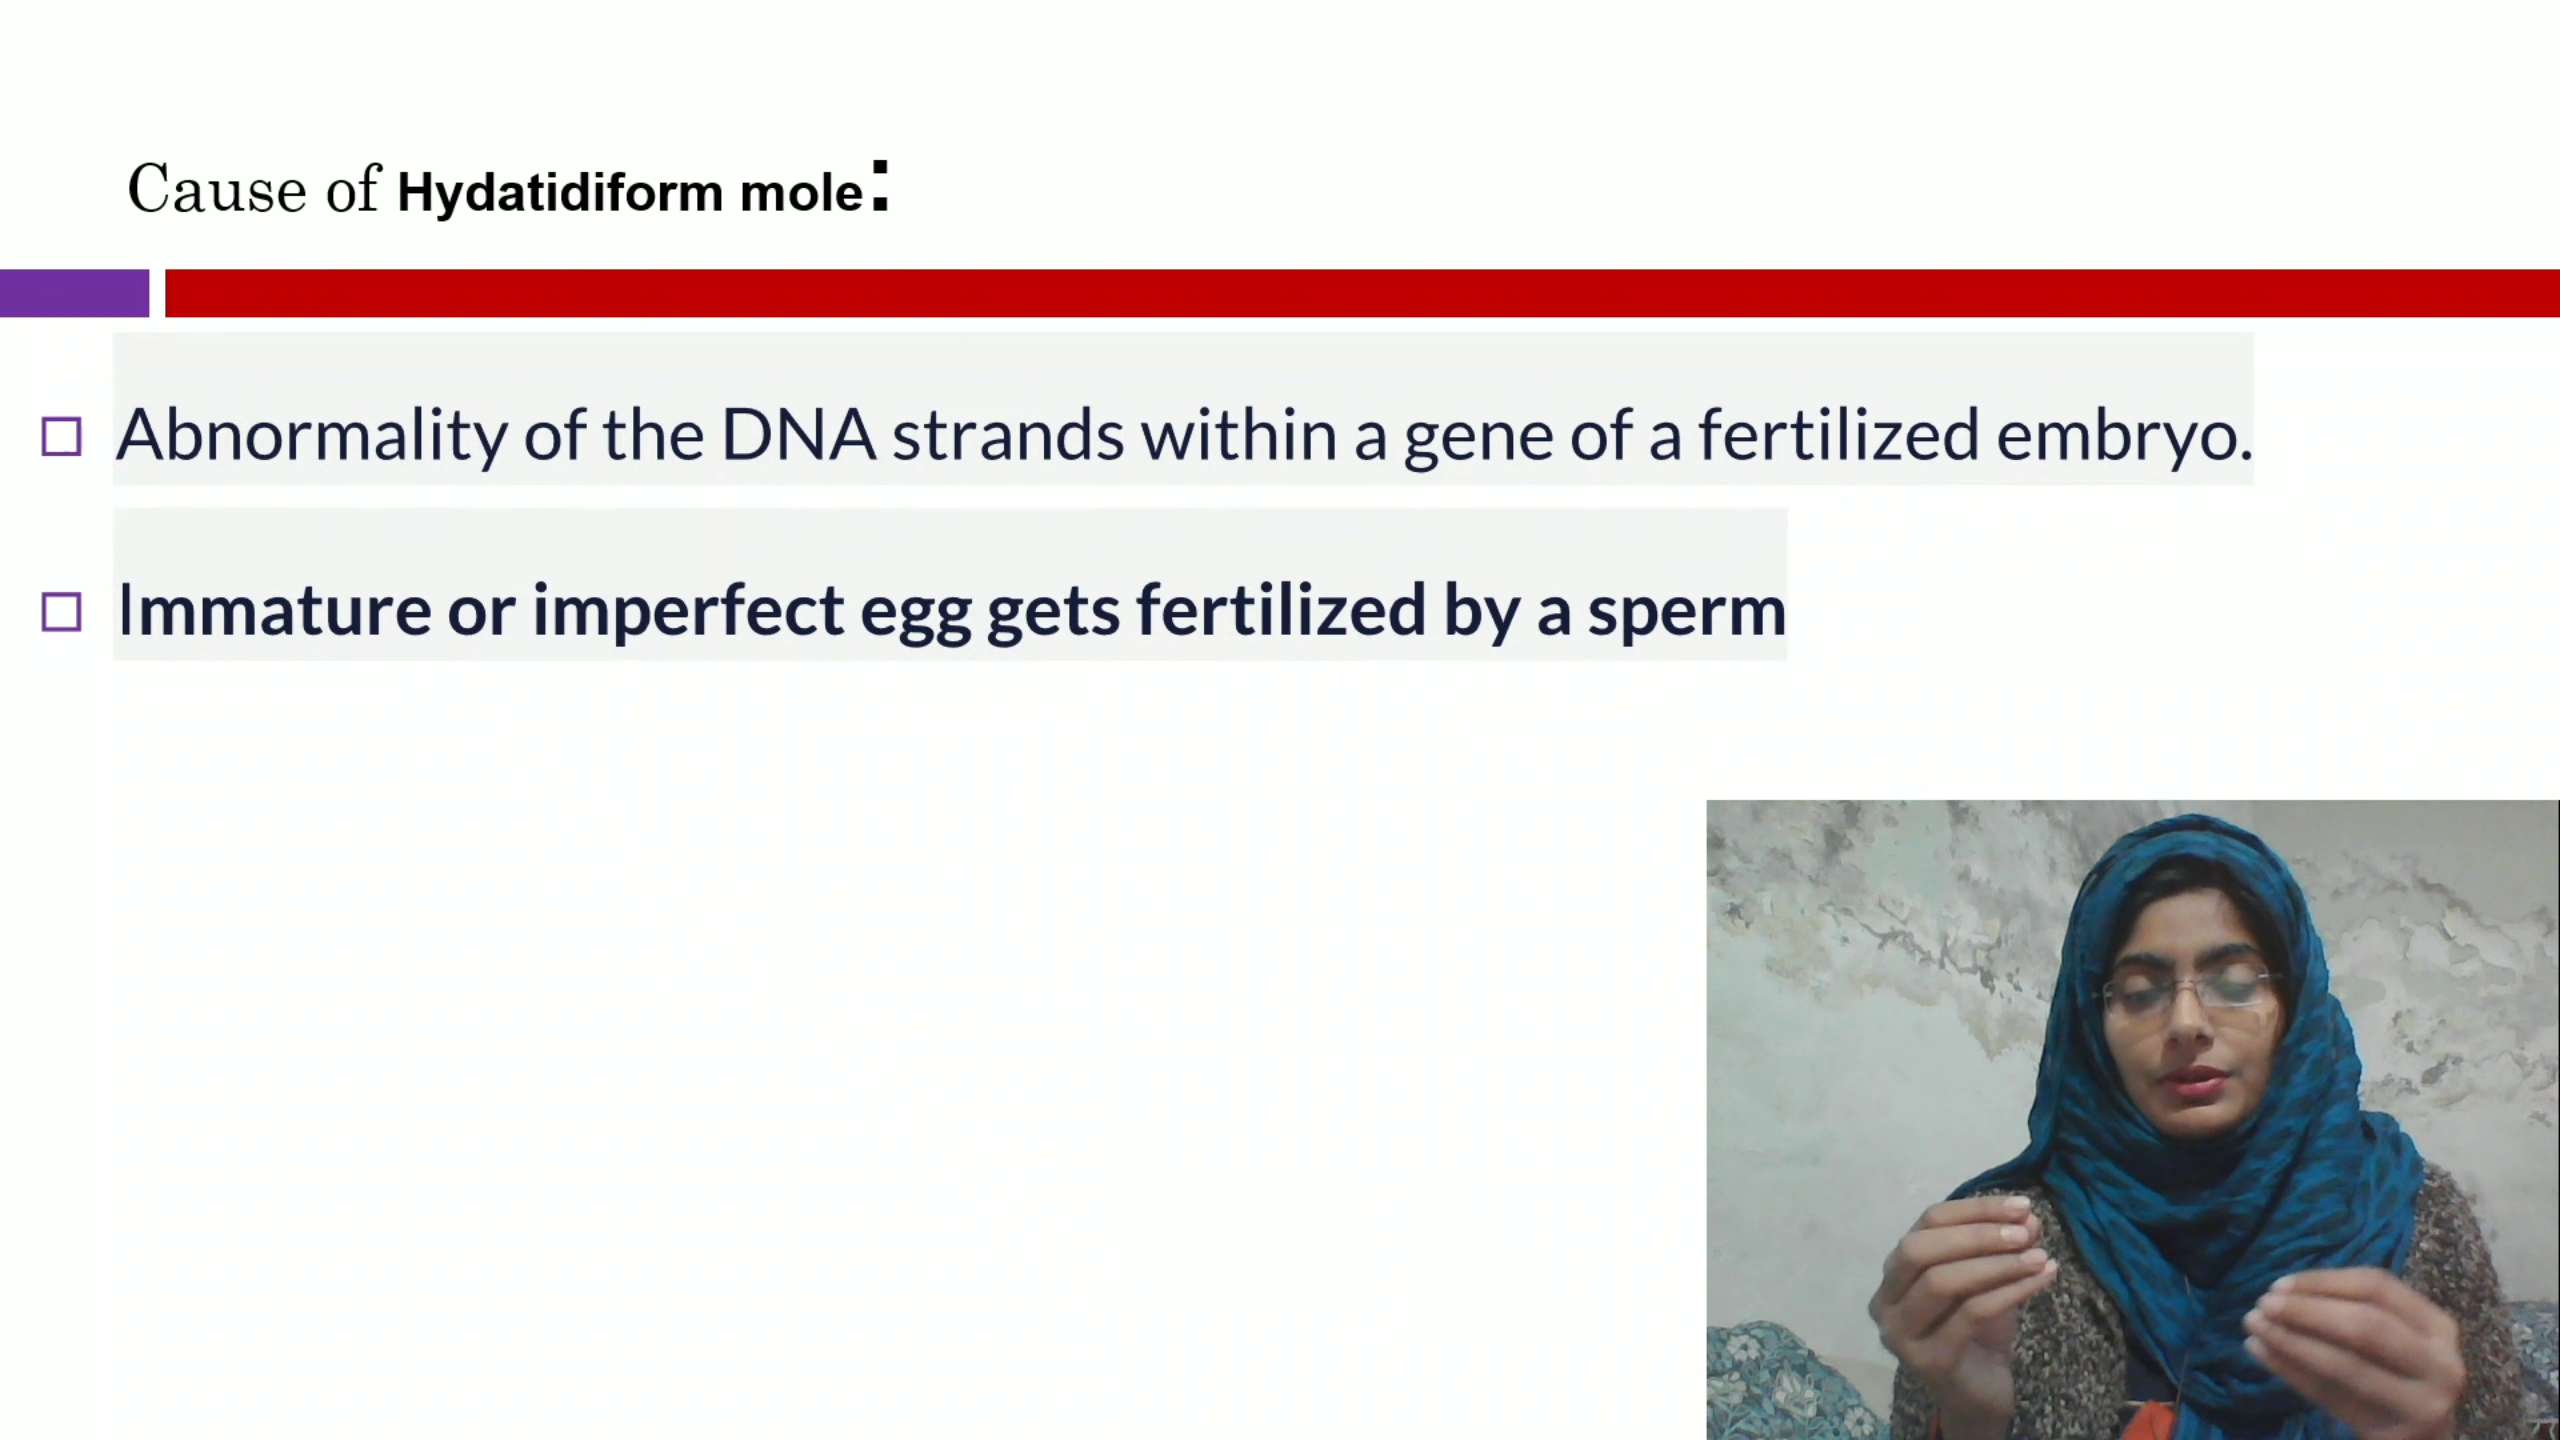 Cause of Hydatidiform mole:
Abnormality of the DNA strands within a gene of a fertilized embryo.
Immature or imperfect egg gets fertilized by a sperm